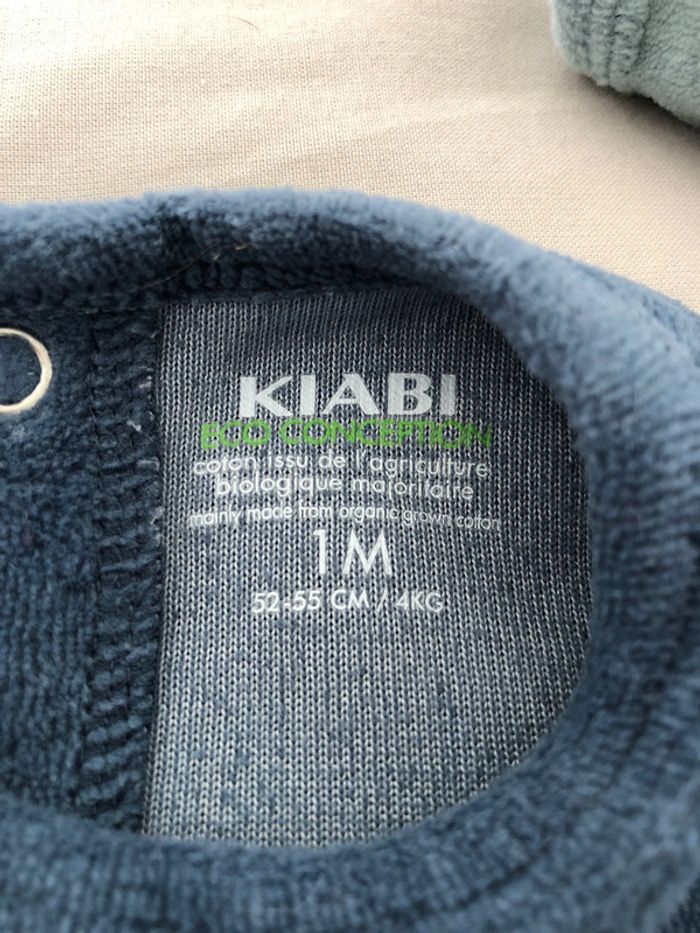 KIABI
ECO CONCEPTION
coton issu de l'agriculture
biologique majoritaire
mainly made from organic grown cotton
1M
52-55 CM / 4KG